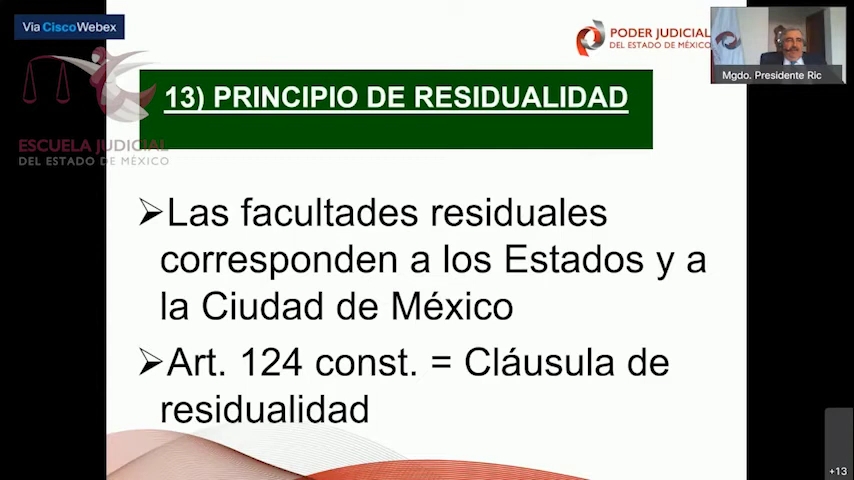 Vía CiscoWebex
PODER JUDICIAL
DEL ESTADO DE MÉXICO
Mgdo. Presidente Ric
13) PRINCIPIO DE RESIDUALIDAD
ESCUELA JUDICIAL
DEL ESTADO DE MÉXICO
➢Las facultades residuales
corresponden a los Estados y a
la Ciudad de México
➢Art. 124 const. = Cláusula de
residualidad
+13